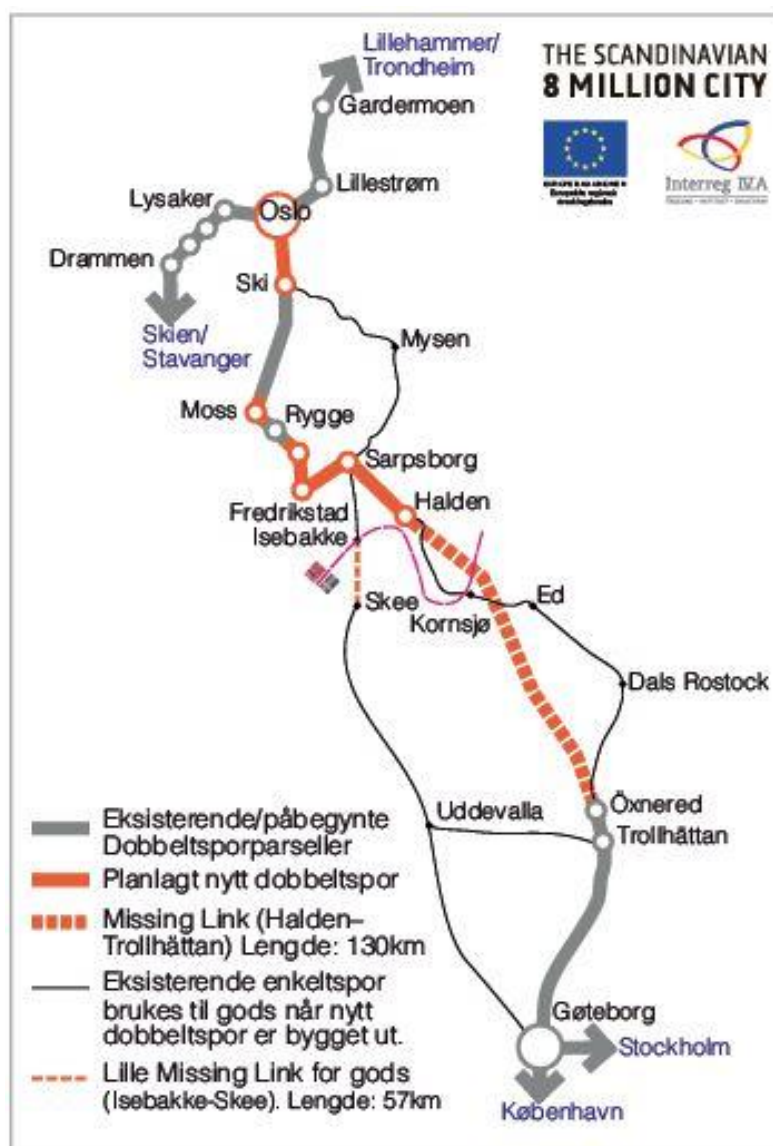 Lillehammer/
Trondheim
THE SCANDINAVIAN
8 MILLION CITY
Gardermoen
Interreg IVA
Lillestrøm
Lysaker
Oslo
Drammen
Ski
Skien/
Stavanger
Mysen
Moss
Rygge
Sarpsborg
Halden
Fredrikstad
Isebakke
Skee
Kornsjø
Ed
Dals Rostock
Öxnered
Uddevalla
Trollhättan
Eksisterende/påbegynte
Dobbeltsporparseller
Planlagt nytt dobbeltspor
Missing Link (Halden–
Trollhättan) Lengde: 130km
Eksisterende enkeltspor
brukes til gods når nytt
dobbeltspor er bygget ut.
Lille Missing Link for gods
(Isebakke-Skee). Lengde: 57km
Gøteborg
Stockholm
København